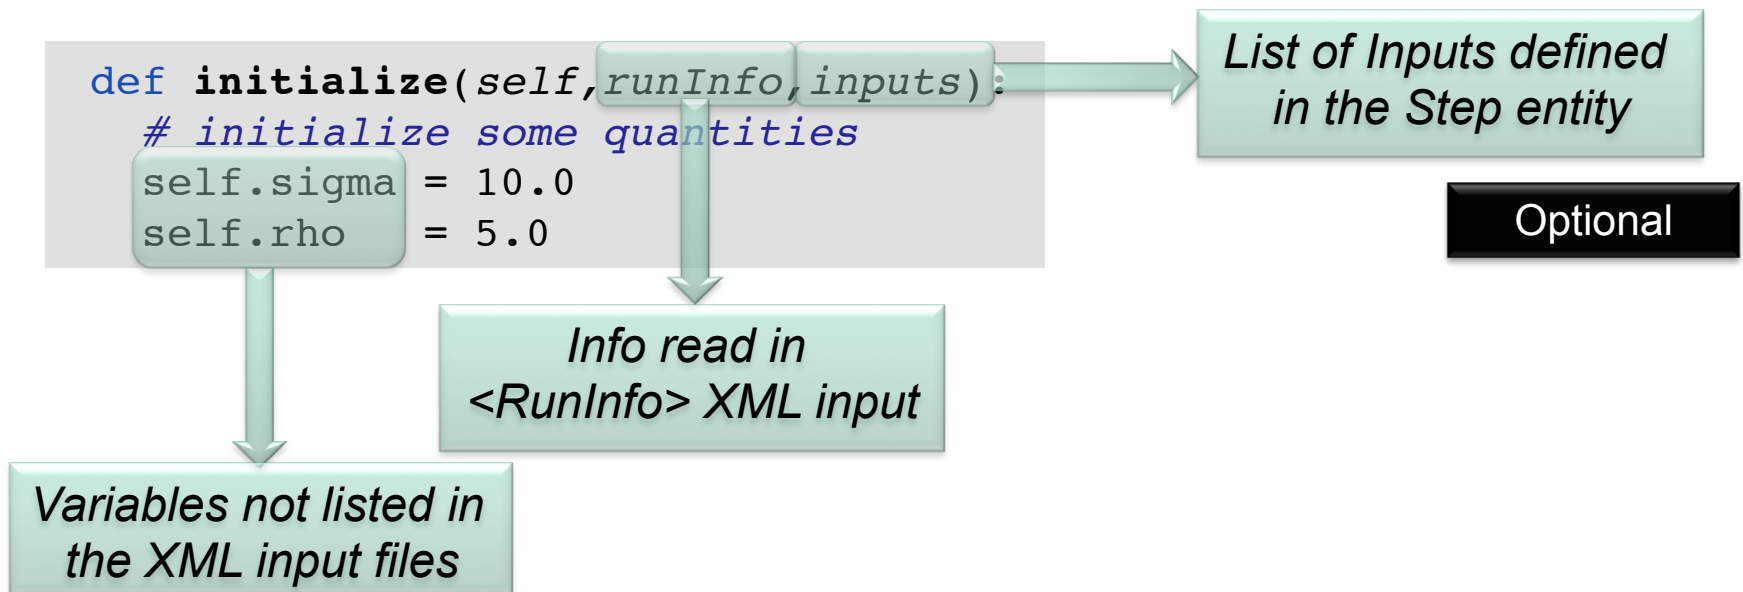 def initialize(self,runInfo,inputs):
# initialize some quantities
self.sigma = 10.0
self.rho = 5.0
List of Inputs defined
in the Step entity
Optional
Info read in
<RunInfo> XML input
Variables not listed in
the XML input files